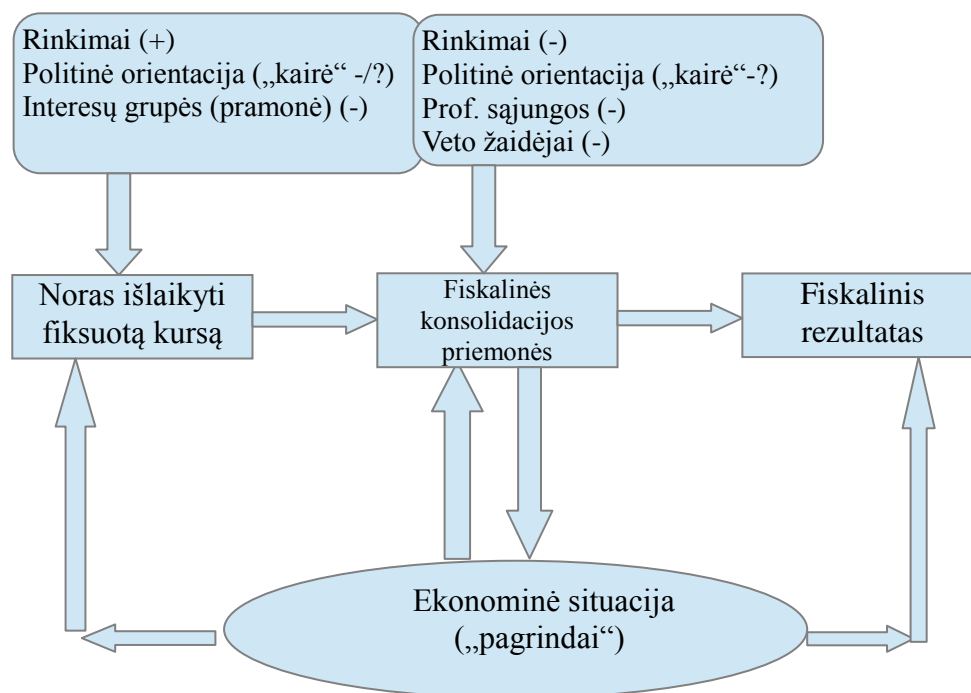 Rinkimai (+)
Politinė orientacija („kairė“ -/?)
Interesų grupės (pramonė) (-)
Rinkimai (-)
Politinė orientacija („kairė“-?)
Prof. sąjungos (-)
Veto žaidėjai (-)
Noras išlaikyti
fiksuotą kursą
Fiskalinės
konsolidacijos
priemonės
Fiskalinis
rezultatas
Ekonominė situacija
(„pagrindai“)